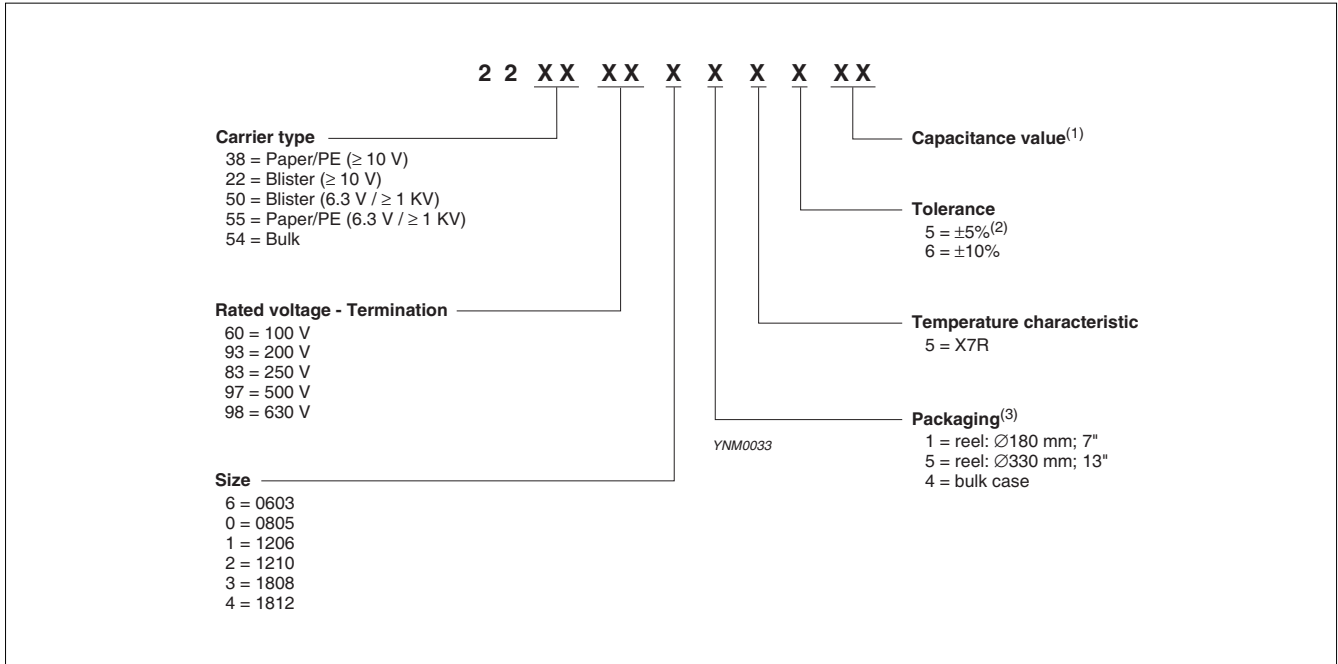 2 2 XX XX X X X X XX
Carrier type
38 = Paper/PE (≥ 10 V)
22 = Blister (≥ 10 V)
50 = Blister (6.3 V / ≥ 1 KV)
55 = Paper/PE (6.3 V / ≥ 1 KV)
54 = Bulk
Rated voltage - Termination
60 = 100 V
93 = 200 V
83 = 250 V
97 = 500 V
98 = 630 V
Size
6 = 0603
0 = 0805
1 = 1206
2 = 1210
3 = 1808
4 = 1812
Capacitance value(1)
Tolerance
5 = ±5%(2)
6 = ±10%
Temperature characteristic
5 = X7R
Packaging(3)
1 = reel: ∅180 mm; 7"
5 = reel: ∅330 mm; 13"
4 = bulk case
YNM0033